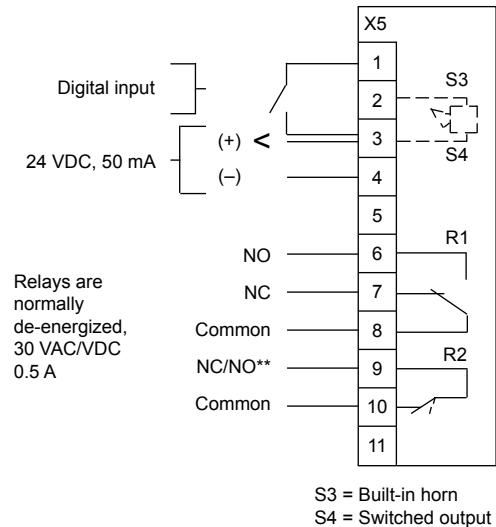 X5
1
Digital input
2
S3
(+) <
3
24 VDC, 50 mA
S4
(–)
4
5
R1
NO
6
Relays are
normally
de-energized,
30 VAC/VDC
0.5 A
NC
7
Common
8
R2
NC/NO**
9
Common
10
11
S3 = Built-in horn
S4 = Switched output